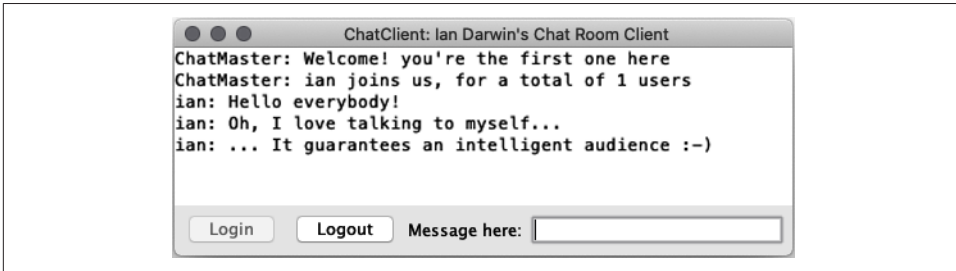 ChatClient: Ian Darwin's Chat Room Client
ChatMaster: Welcome! you're the first one here
ChatMaster: ian joins us, for a total of 1 users
ian: Hello everybody!
ian: Oh, I love talking to myself...
ian: ... It guarantees an intelligent audience :-)
Login Logout Message here: